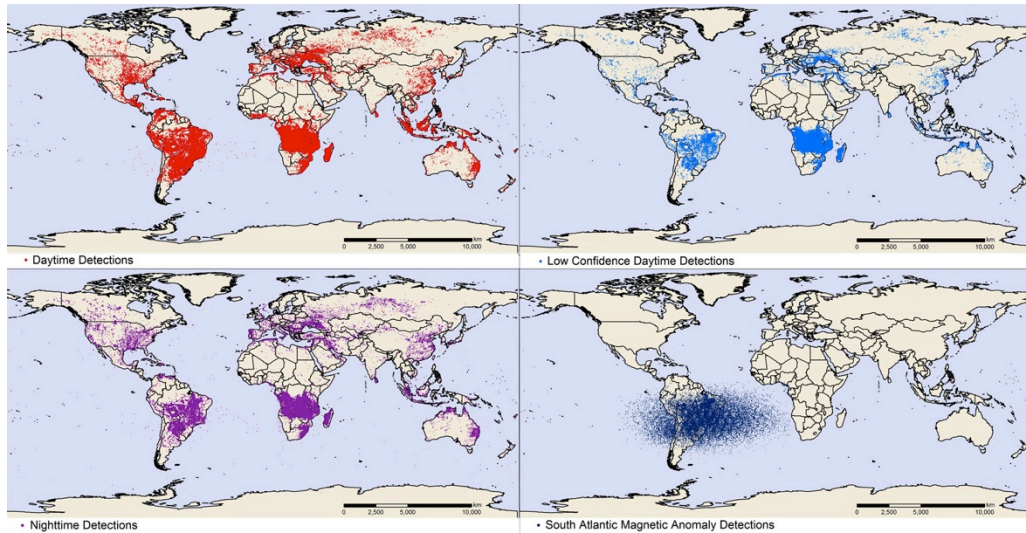 km
0 2,500 5,000 10,000
• Daytime Detections
km
0 2,500 5,000 10,000
• Low Confidence Daytime Detections
km
0 2,500 5,000 10,000
• Nighttime Detections
km
0 2,500 5,000 10,000
• South Atlantic Magnetic Anomaly Detections